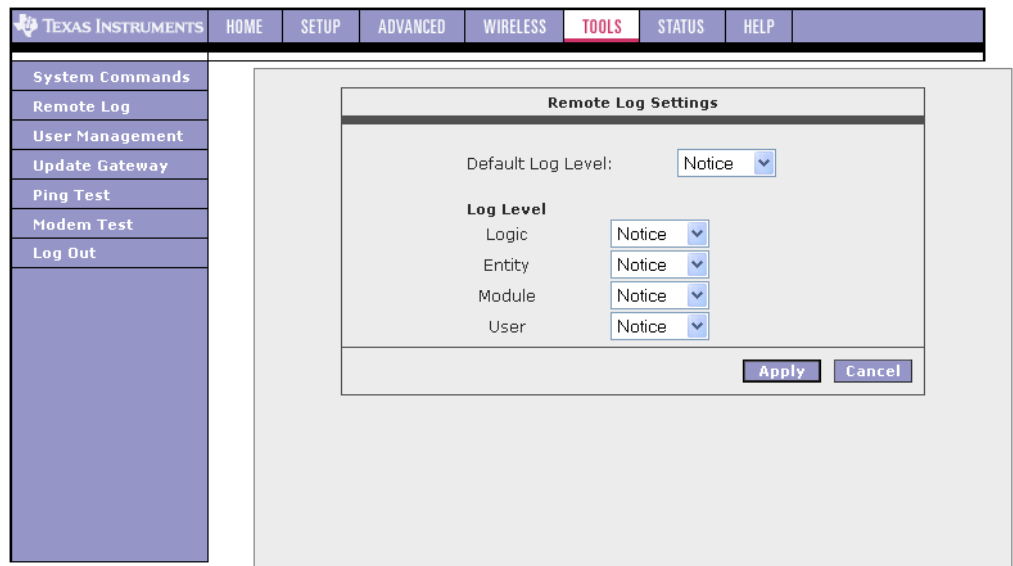 TEXAS INSTRUMENTS HOME SETUP ADVANCED WIRELESS TOOLS STATUS HELP
System Commands
Remote Log
User Management
Update Gateway
Ping Test
Modem Test
Log Out
Remote Log Settings
Default Log Level: Notice
Log Level
Logic Notice
Entity Notice
Module Notice
User Notice
Apply Cancel